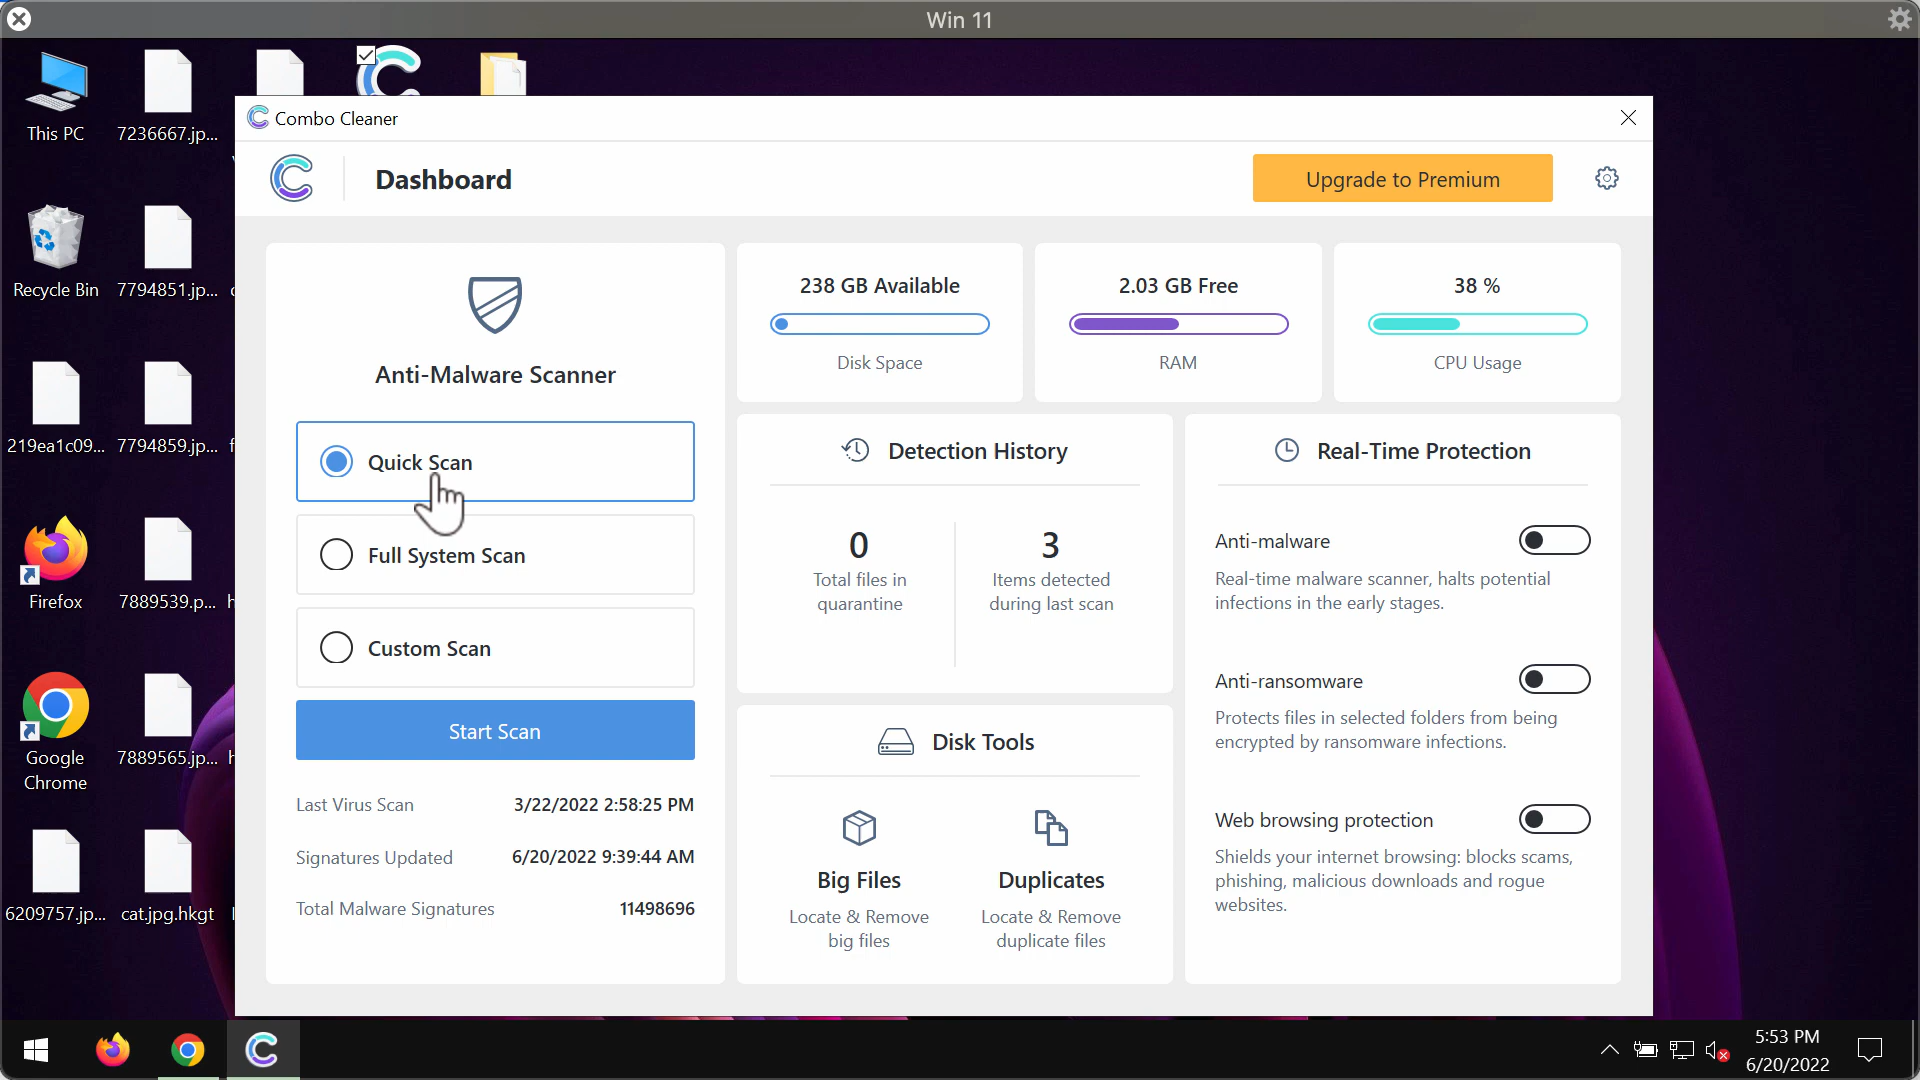 Win 11
This PC
7236667.jp...
Recycle Bin
7794851.jp...
219ea1c09...
7794859.jp...
Firefox
7889539.p...
Google
Chrome
7889565.jp...
6209757.jp...
cat.jpg.hkgt
Combo Cleaner
Dashboard
Upgrade to Premium
Anti-Malware Scanner
Quick Scan
Full System Scan
Custom Scan
Start Scan
Last Virus Scan 3/22/2022 2:58:25 PM
Signatures Updated 6/20/2022 9:39:44 AM
Total Malware Signatures 11498696
238 GB Available
Disk Space
2.03 GB Free
RAM
38 %
CPU Usage
Detection History
0
Total files in
quarantine
3
Items detected
during last scan
Disk Tools
Big Files
Locate & Remove
big files
Duplicates
Locate & Remove
duplicate files
Real-Time Protection
Anti-malware
Real-time malware scanner, halts potential
infections in the early stages.
Anti-ransomware
Protects files in selected folders from being
encrypted by ransomware infections.
Web browsing protection
Shields your internet browsing: blocks scams,
phishing, malicious downloads and rogue
websites.
5:53 PM
6/20/2022